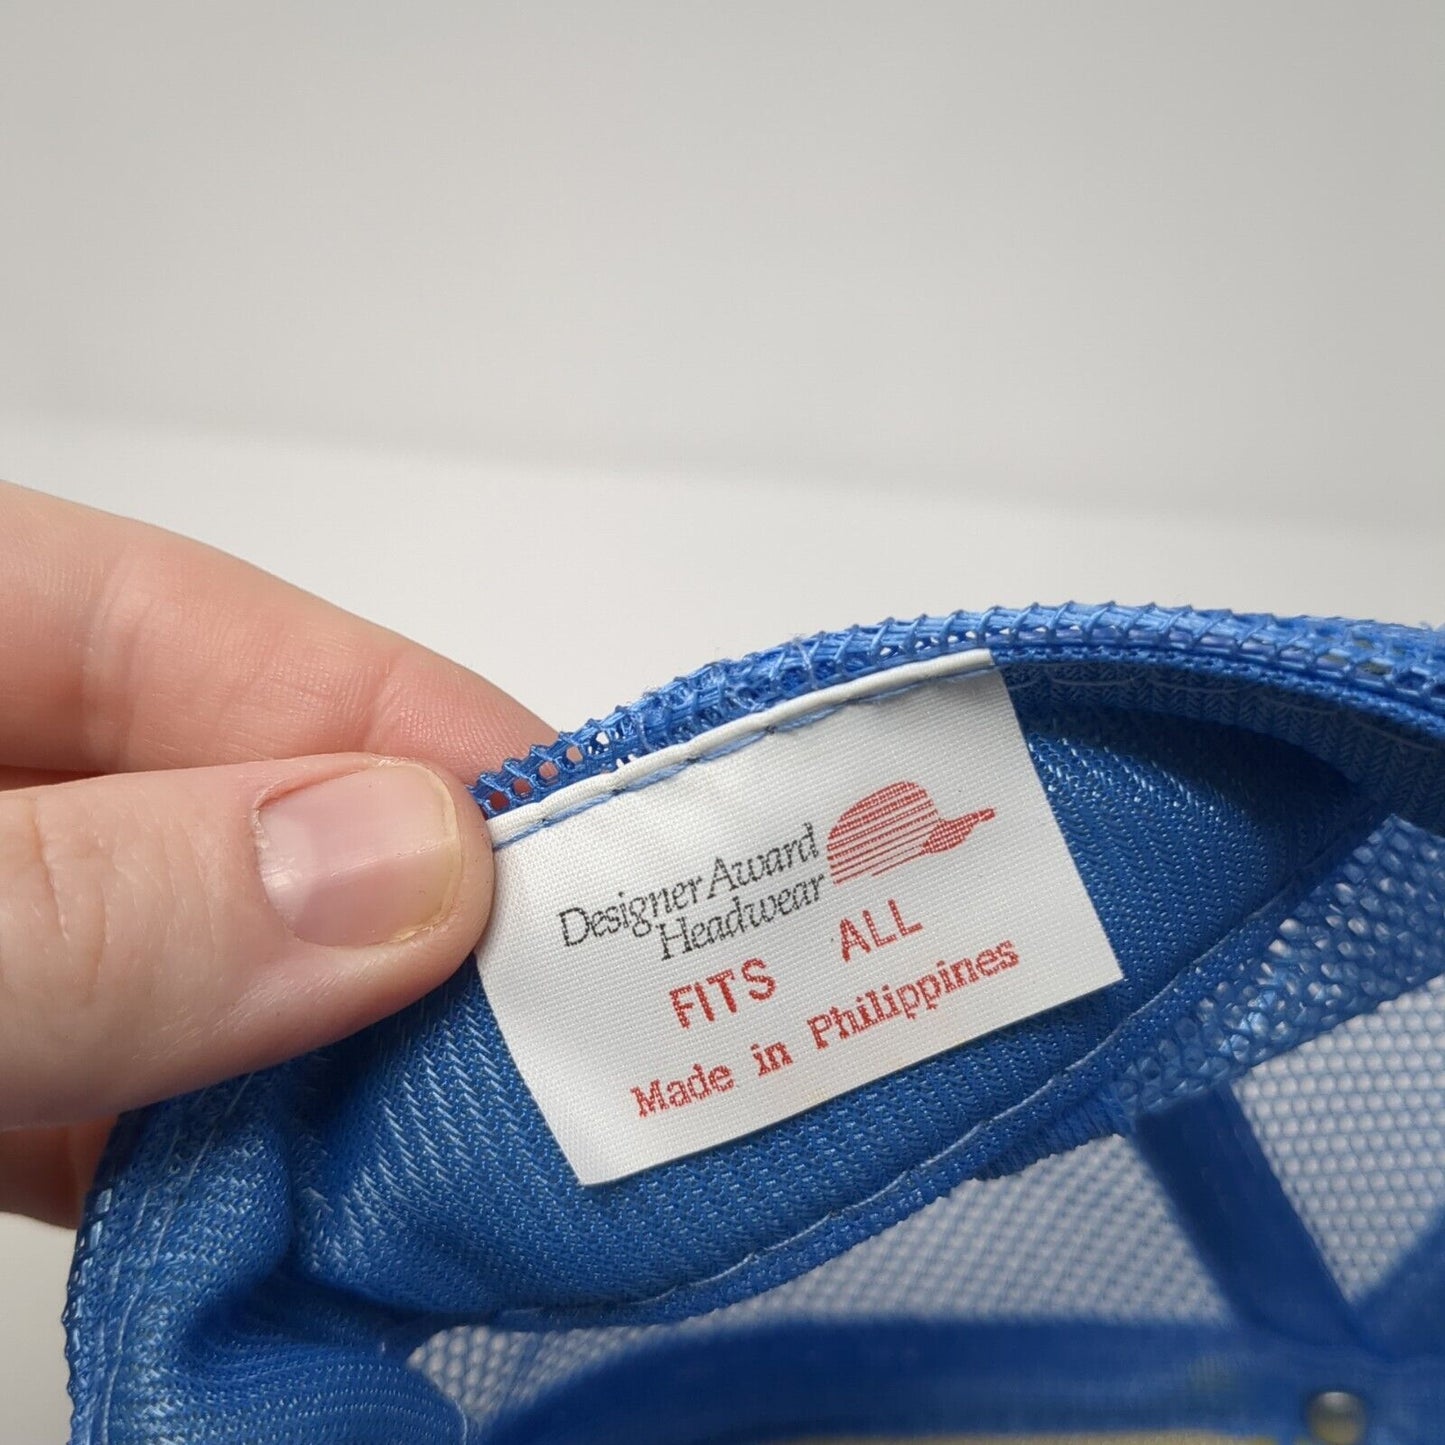 Designer Award
Headwear
FITS ALL
Made in Philippines